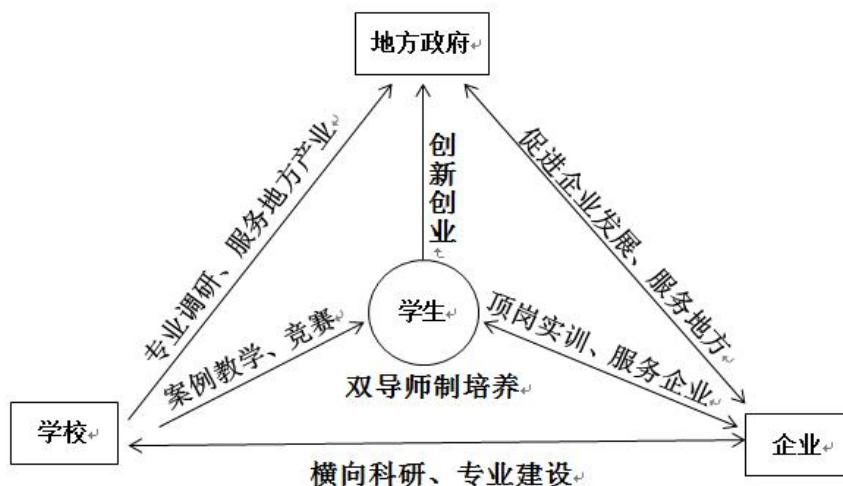 地方政府
专业调研、服务地方产业
创新创业
促进企业发展、服务地方
学生
案例教学、竞赛
顶岗实训、服务企业
双导师制培养
学校
企业
横向科研、专业建设